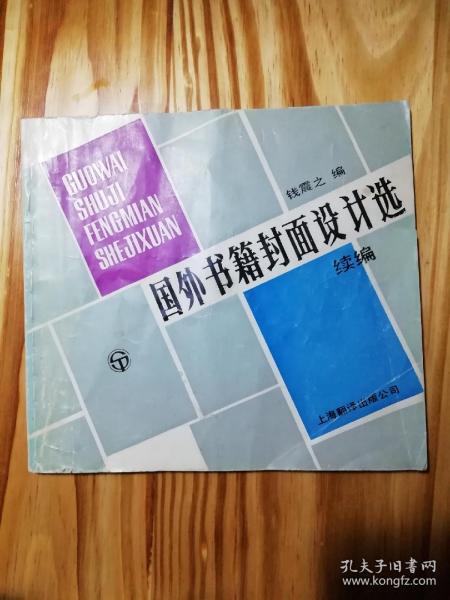 GUOWAI
SHUJI
FENGMIAN
SHEJIXUAN
钱震之 编
国外书籍封面设计选
续编
上海翻译出版公司
孔夫子旧书网
www.kongfz.com